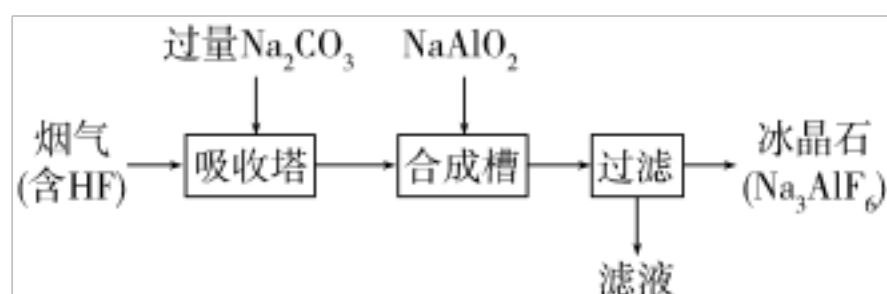 过量Na₂CO₃ NaAlO₂
烟气
(含HF)
吸收塔
合成槽
过滤
冰晶石
(Na₃AlF₆)
滤液